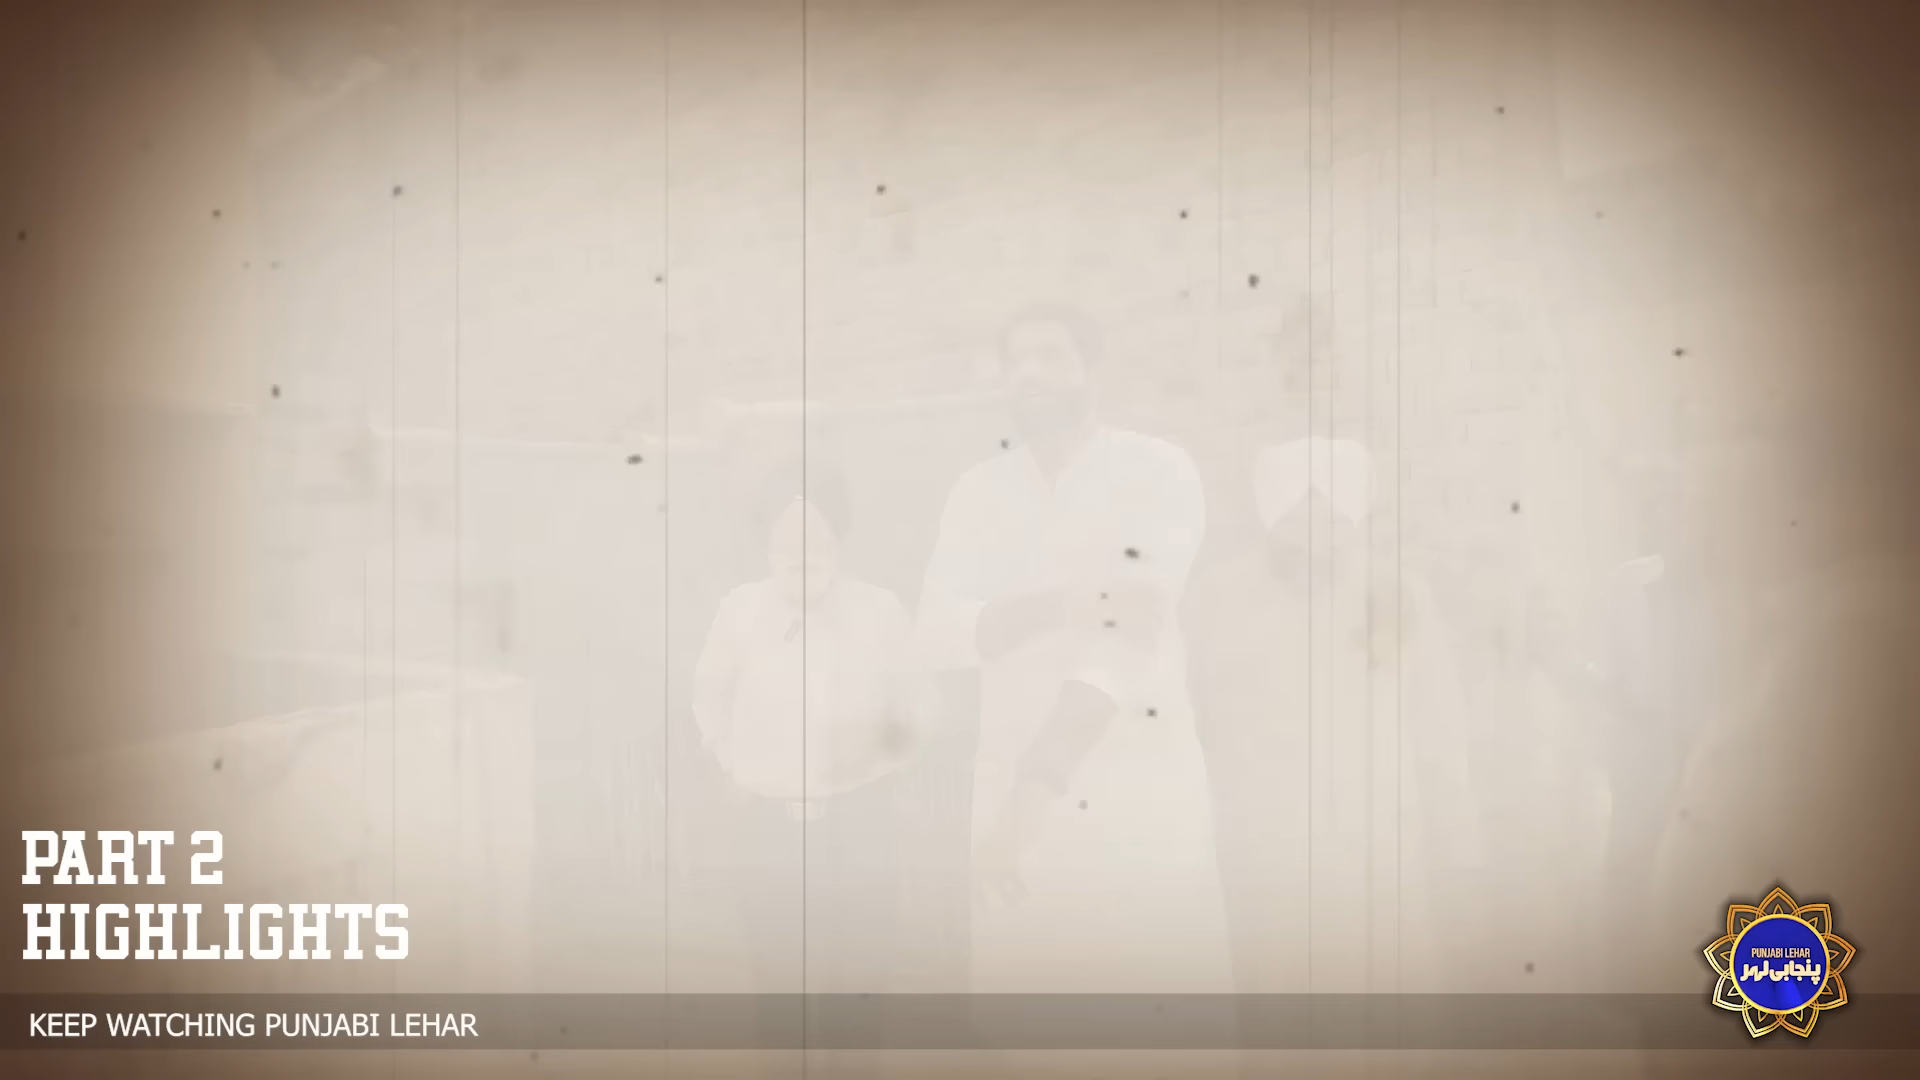 PART 2
HIGHLIGHTS
KEEP WATCHING PUNJABI LEHAR
PUNJABI LEHAR
پنجابی لہر